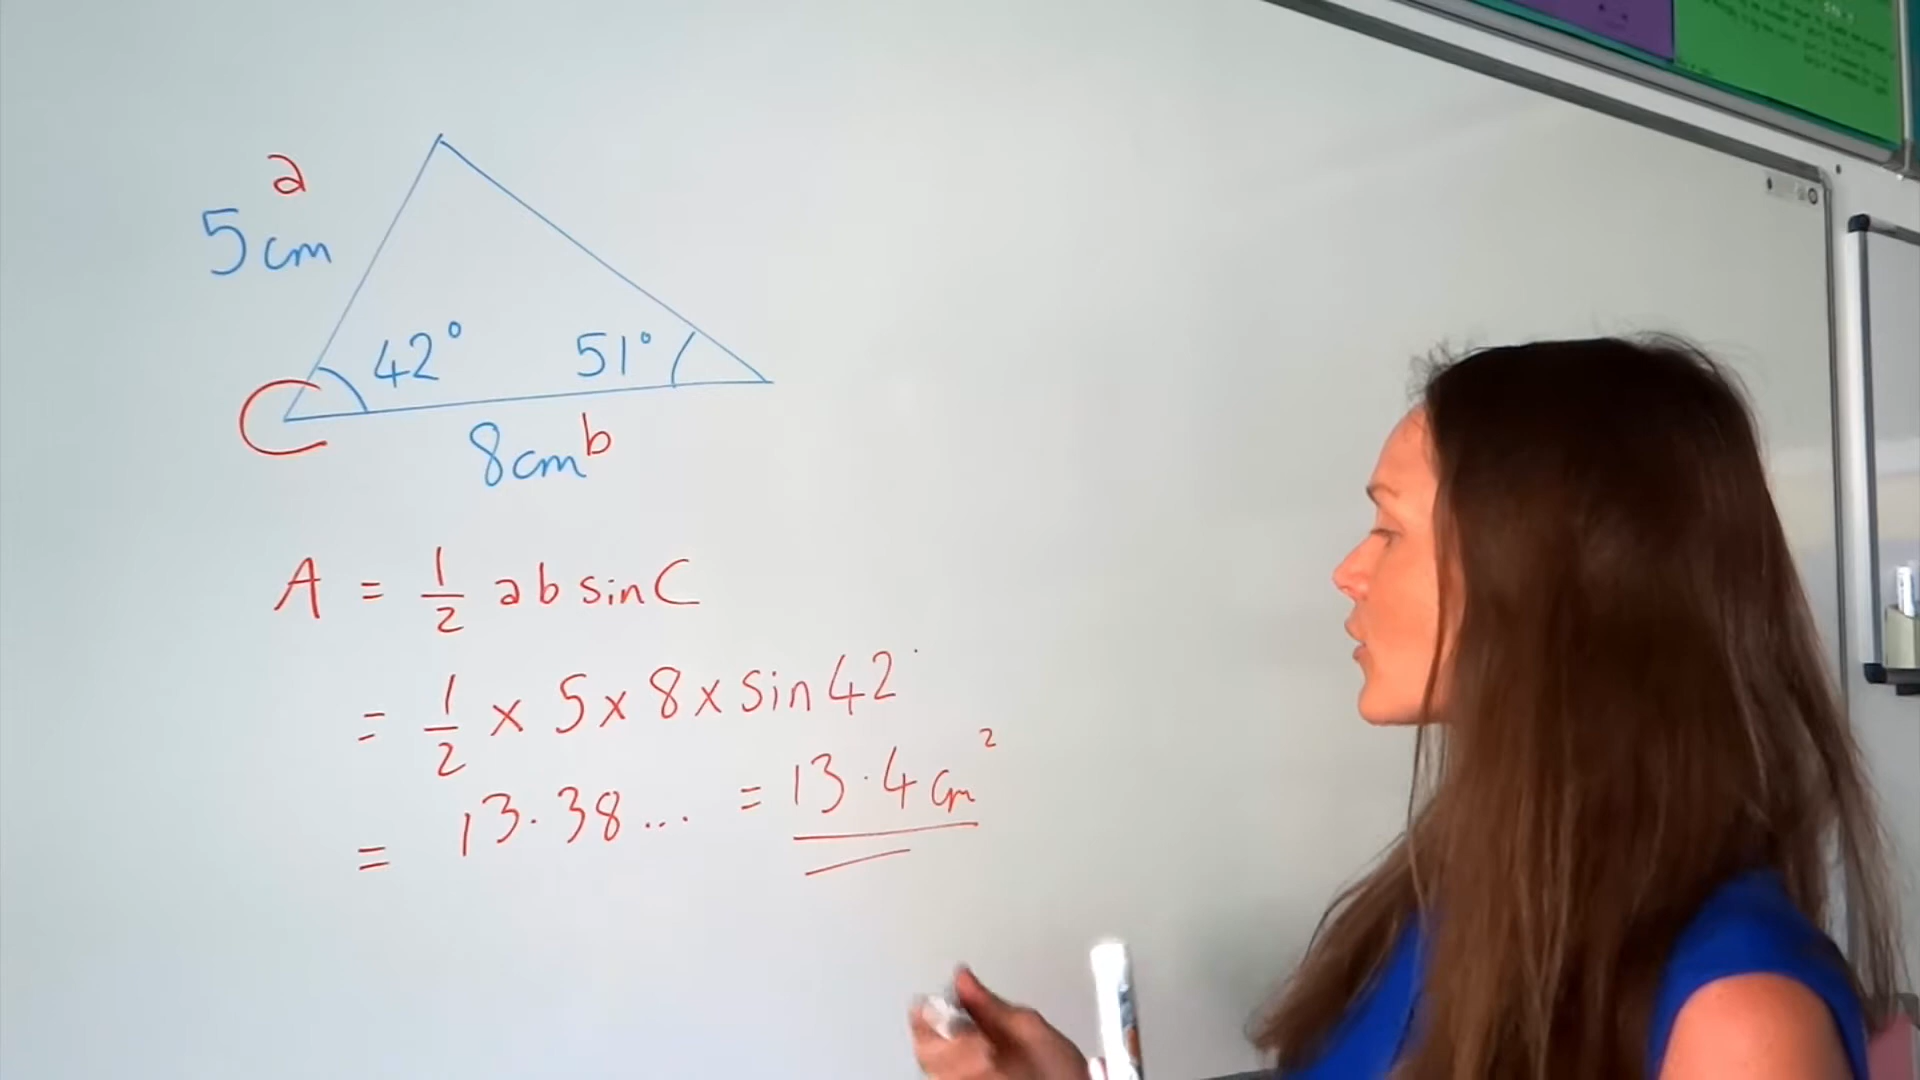 a
5cm
42° 51°
C
8cm b
A = 1/2 ab sin C
= 1/2 × 5 × 8 × sin 42
= 13.38... = 13.4 cm²